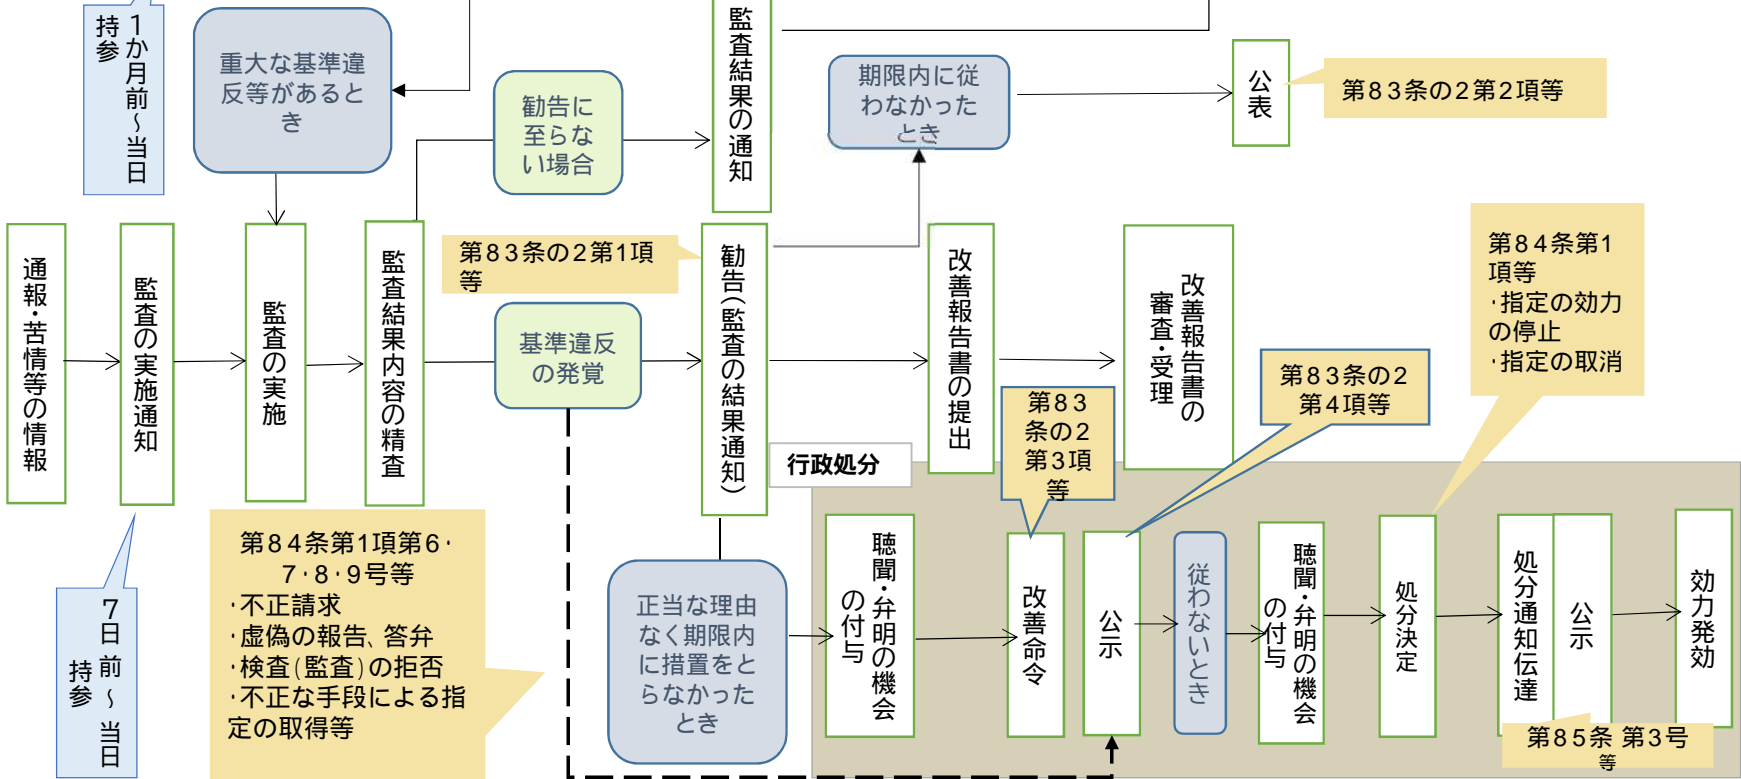 1か月前～当日
持参
重大な基準違
反等があると
き
勧告に
至らな
い場合
監査結果の通知
期限内に従
わなかった
とき
公表
第83条の2第2項等
通報・苦情等の情報
監査の実施通知
監査の実施
監査結果内容の精査
第83条の2第1項
等
基準違反
の発覚
勧告(監査の結果通知)
改善報告書の提出
改善報告書の
審査・受理
第83
条の2
第3項
等
第83条の2
第4項等
第84条第1
項等
・指定の効力
の停止
・指定の取消
行政処分
7日前～当日
持参
第84条第1項第6・
7・8・9号等
・不正請求
・虚偽の報告、答弁
・検査(監査)の拒否
・不正な手段による指
定の取得等
正当な理由
なく期限内
に措置をと
らなかった
とき
聴聞・弁明の機会
の付与
改善命令
公示
従わないとき
聴聞・弁明の機会
の付与
処分決定
処分通知伝達
公示
効力発効
第85条 第3号
等